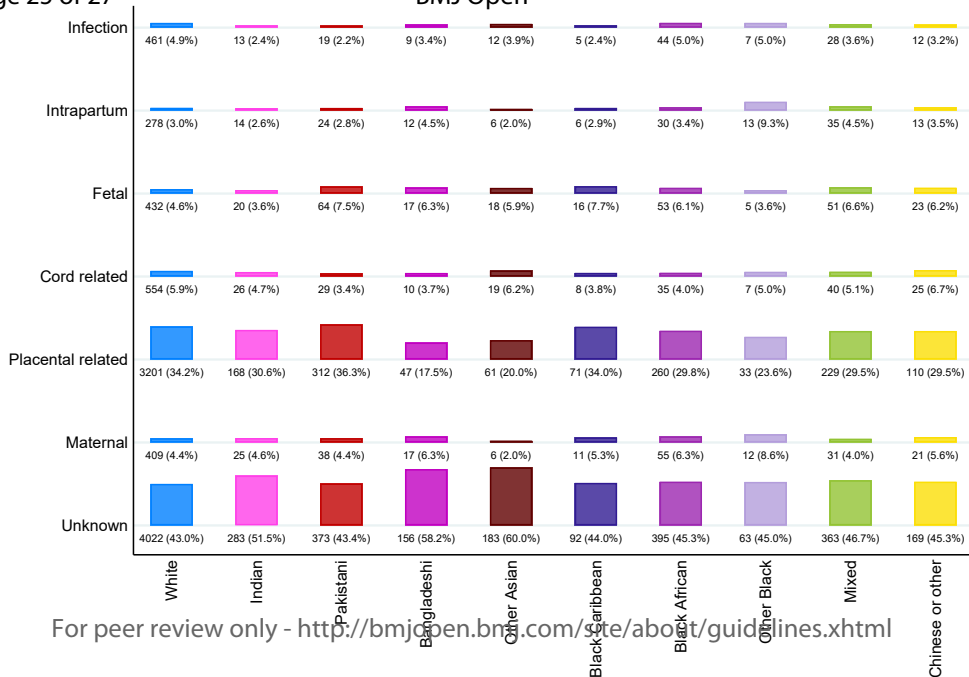 ge 25 of 27
BMJ Open
Infection
461 (4.9%) 13 (2.4%) 19 (2.2%) 9 (3.4%) 12 (3.9%) 5 (2.4%) 44 (5.0%) 7 (5.0%) 28 (3.6%) 12 (3.2%)
Intrapartum
278 (3.0%) 14 (2.6%) 24 (2.8%) 12 (4.5%) 6 (2.0%) 6 (2.9%) 30 (3.4%) 13 (9.3%) 35 (4.5%) 13 (3.5%)
Fetal
432 (4.6%) 20 (3.6%) 64 (7.5%) 17 (6.3%) 18 (5.9%) 16 (7.7%) 53 (6.1%) 5 (3.6%) 51 (6.6%) 23 (6.2%)
Cord related
554 (5.9%) 26 (4.7%) 29 (3.4%) 10 (3.7%) 19 (6.2%) 8 (3.8%) 35 (4.0%) 7 (5.0%) 40 (5.1%) 25 (6.7%)
Placental related
3201 (34.2%) 168 (30.6%) 312 (36.3%) 47 (17.5%) 61 (20.0%) 71 (34.0%) 260 (29.8%) 33 (23.6%) 229 (29.5%) 110 (29.5%)
Maternal
409 (4.4%) 25 (4.6%) 38 (4.4%) 17 (6.3%) 6 (2.0%) 11 (5.3%) 55 (6.3%) 12 (8.6%) 31 (4.0%) 21 (5.6%)
Unknown
4022 (43.0%) 283 (51.5%) 373 (43.4%) 156 (58.2%) 183 (60.0%) 92 (44.0%) 395 (45.3%) 63 (45.0%) 363 (46.7%) 169 (45.3%)
White
Indian
Pakistani
Bangladeshi
Other Asian
Black Caribbean
Black African
Other Black
Mixed
Chinese or other
For peer review only - http://bmjopen.bmj.com/site/about/guidelines.xhtml